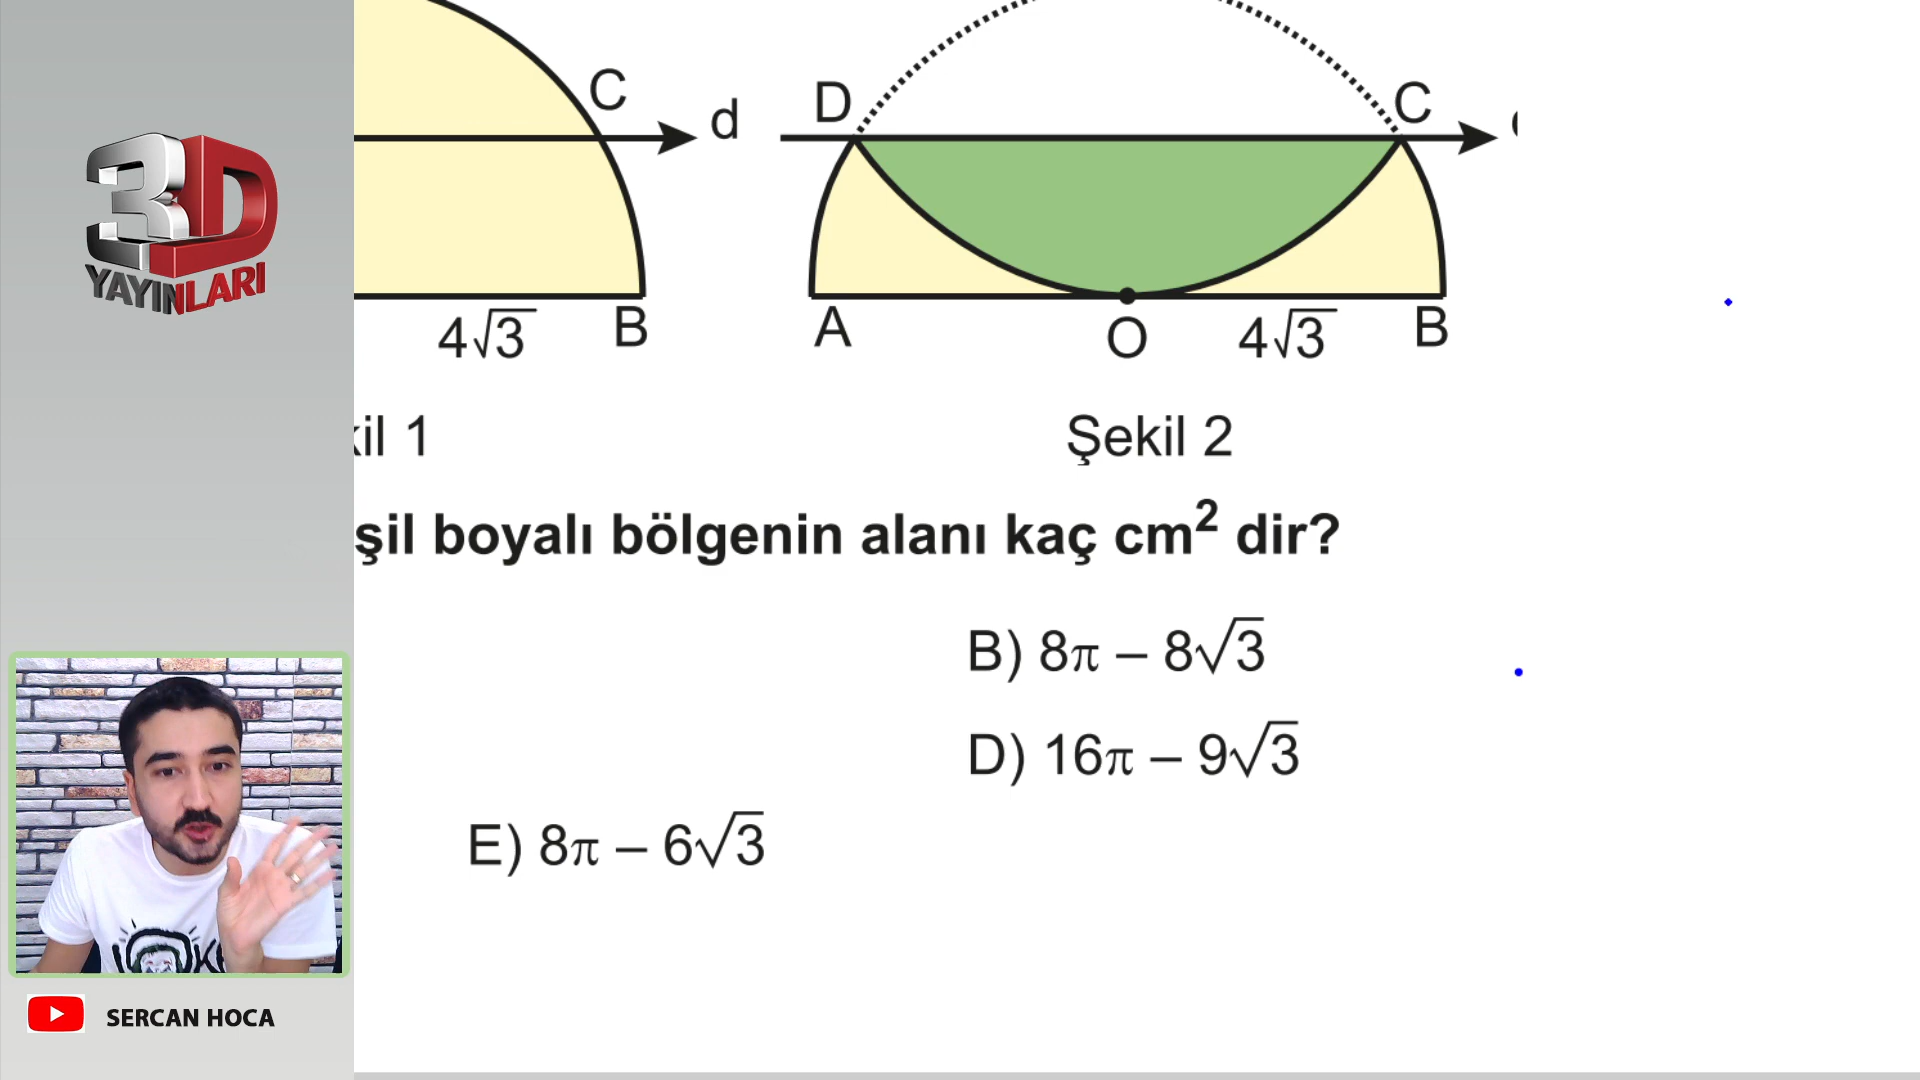 3D
YAYINLARI
C
d
D
C
4√3
B
A
O
4√3
B
kil 1
Şekil 2
şil boyalı bölgenin alanı kaç cm² dir?
B) 8π – 8√3
D) 16π – 9√3
E) 8π – 6√3
SERCAN HOCA